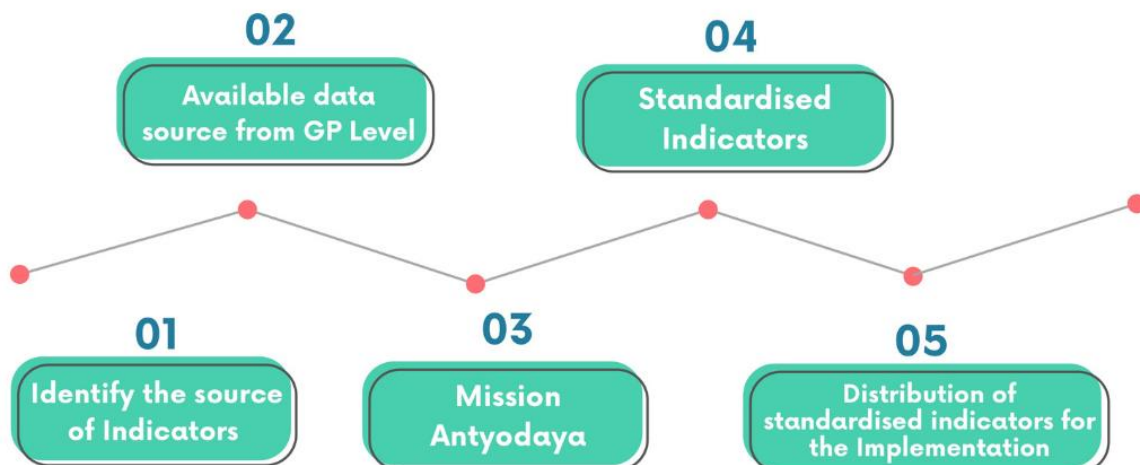 01
Identify the source
of Indicators
02
Available data
source from GP Level
03
Mission
Antyodaya
04
Standardised
Indicators
05
Distribution of
standardised indicators for
the Implementation